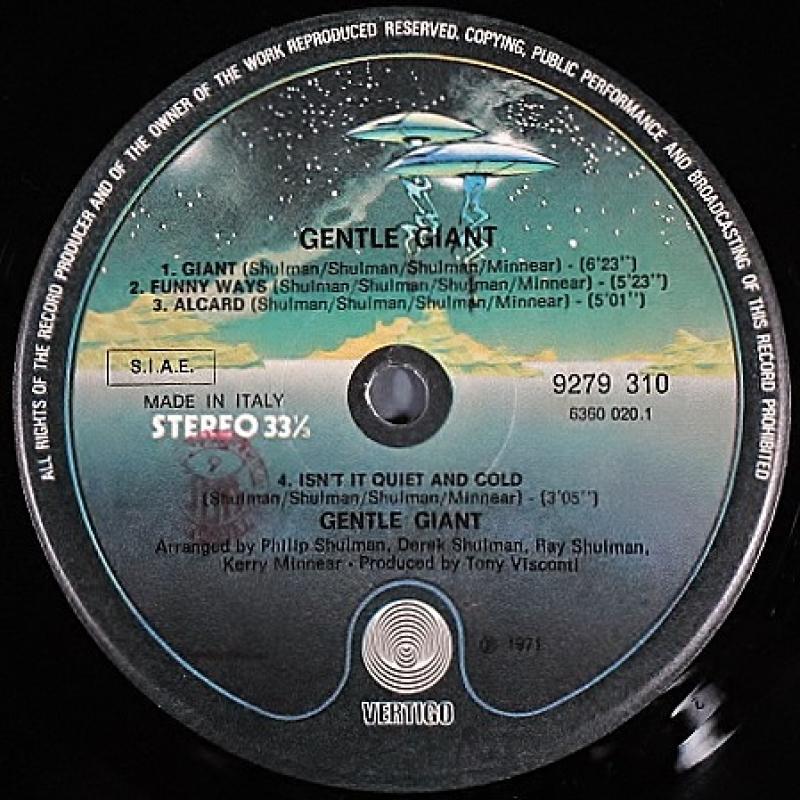 ALL RIGHTS OF THE RECORD PRODUCER AND OF THE OWNER OF THE WORK REPRODUCED RESERVED. COPYING, PUBLIC PERFORMANCE AND BROADCASTING OF THIS RECORD PROHIBITED
GENTLE GIANT
1. GIANT (Shulman/Shulman/Shulman/Minnear) - (6'23")
2. FUNNY WAYS (Shulman/Shulman/Shulman/Minnear) - (5'23")
3. ALCARD (Shulman/Shulman/Shulman/Minnear) - (5'01")
S.I.A.E.
MADE IN ITALY
STEREO 33⅓
9279 310
6360 020.1
4. ISN'T IT QUIET AND COLD
(Shulman/Shulman/Shulman/Minnear) - (3'05")
GENTLE GIANT
Arranged by Philip Shulman, Derek Shulman, Ray Shulman,
Kerry Minnear • Produced by Tony Visconti
℗ 1971
VERTIGO